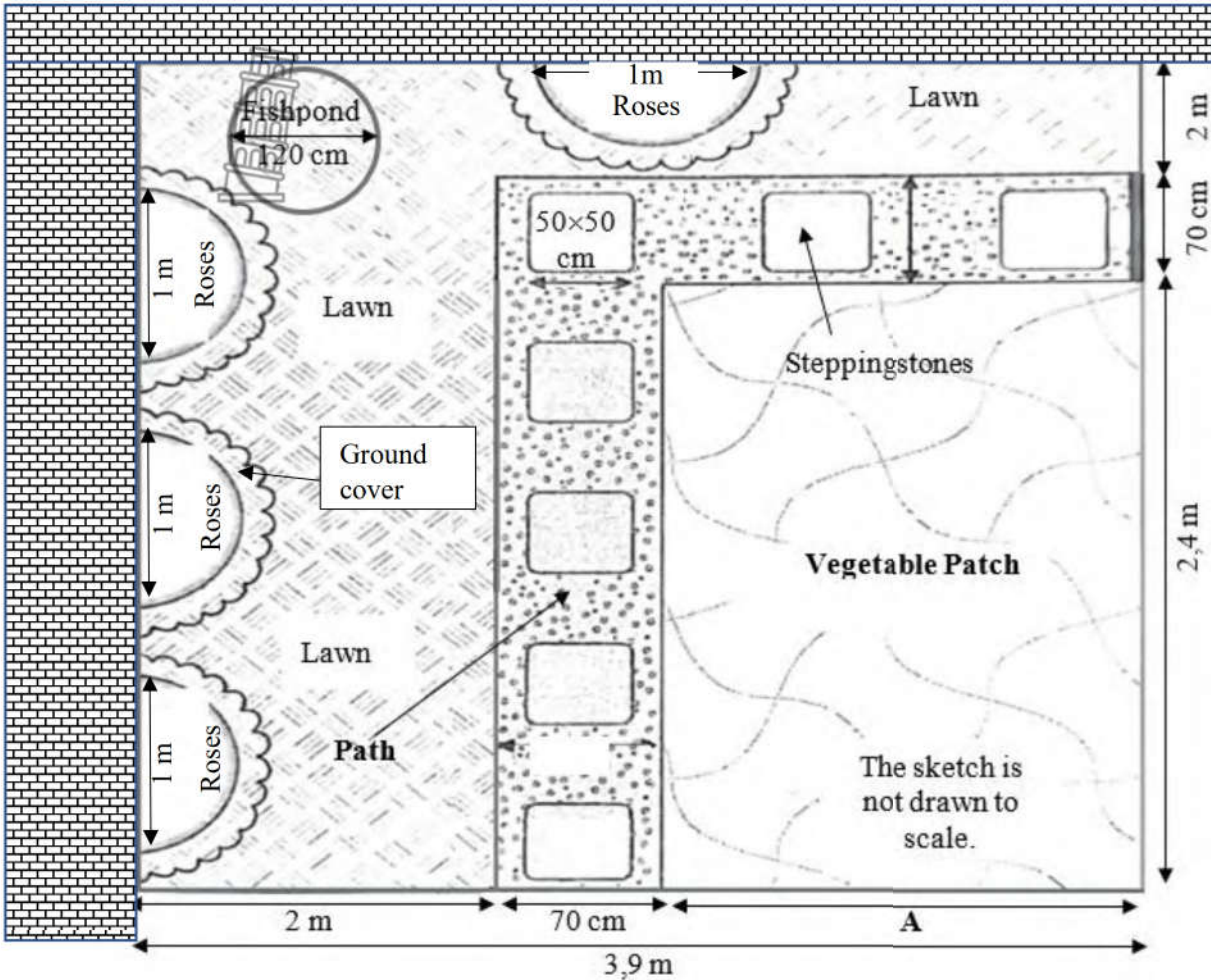 1m
Roses
Lawn
2 m
Fishpond
120 cm
50×50
cm
70 cm
1 m
Roses
Lawn
Steppingstones
Ground
cover
1 m
Roses
Vegetable Patch
2,4 m
Lawn
1 m
Roses
Path
The sketch is
not drawn to
scale.
2 m
70 cm
A
3,9 m